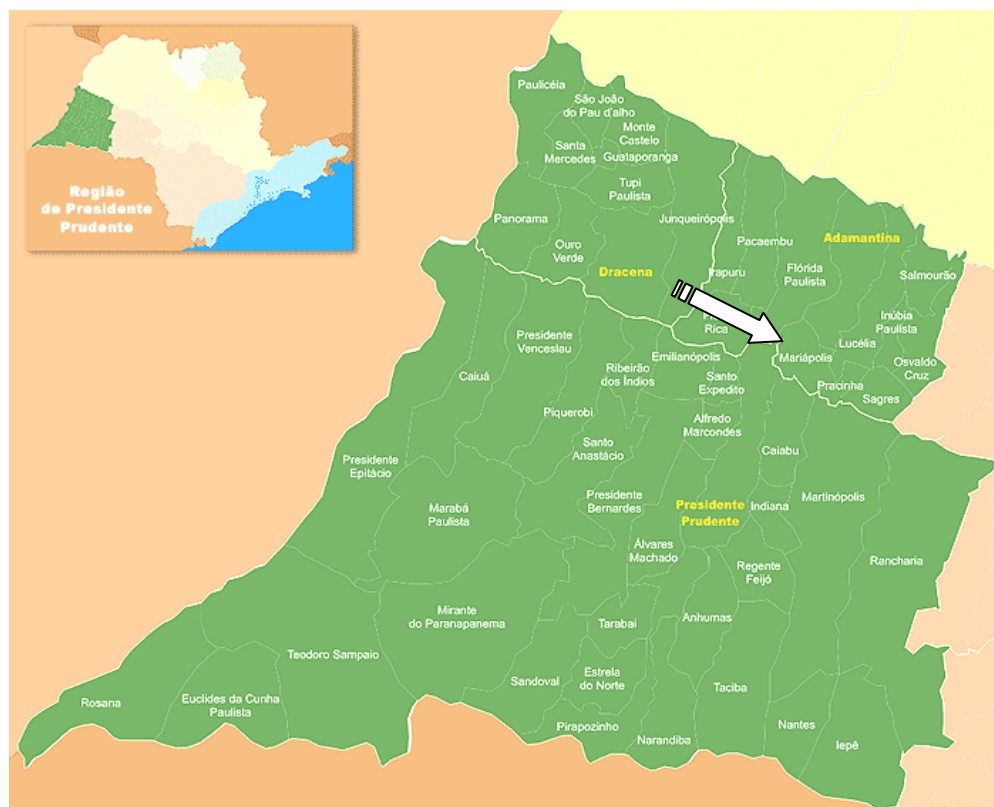 Região
de Presidente
Prudente
Paulicéia
São João
do Pau d'alho
Monte
Castelo
Santa
Mercedes
Guataporanga
Tupi
Paulista
Panorama
Junqueirópolis
Ouro
Verde
Dracena
Pacaembu
Adamantina
Irapuru
Flórida
Paulista
Salmourão
Rica
Inúbia
Paulista
Lucélia
Mariápolis
Osvaldo
Cruz
Pracinha
Sagres
Presidente
Venceslau
Emilianópolis
Ribeirão
dos Índios
Santo
Expedito
Caiuá
Piquerobi
Alfredo
Marcondes
Santo
Anastácio
Caiabu
Presidente
Epitácio
Marabá
Paulista
Presidente
Bernardes
Presidente
Prudente
Indiana
Martinópolis
Álvares
Machado
Regente
Feijó
Rancharia
Mirante
do Paranapanema
Tarabai
Anhumas
Teodoro Sampaio
Sandoval
Estrela
do Norte
Taciba
Rosana
Euclides da Cunha
Paulista
Pirapozinho
Narandiba
Nantes
Iepê